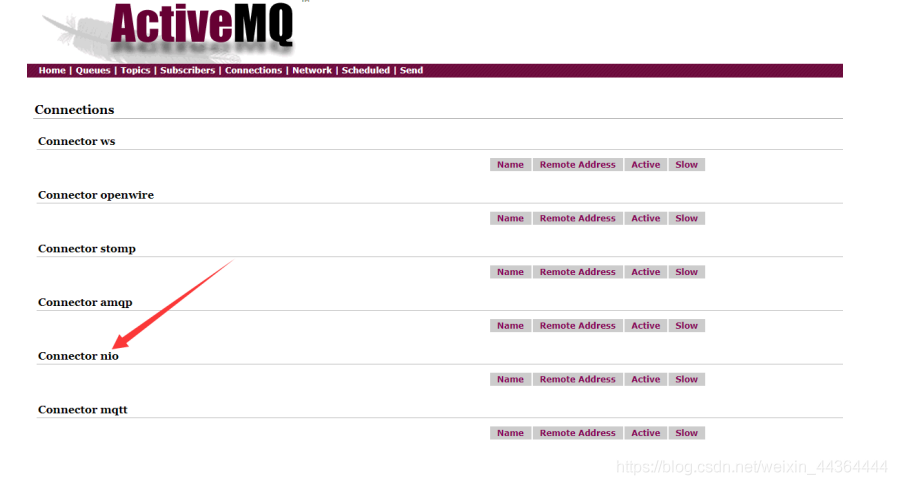 ActiveMQ
Home | Queues | Topics | Subscribers | Connections | Network | Scheduled | Send
Connections
Connector ws
Name Remote Address Active Slow
Connector openwire
Name Remote Address Active Slow
Connector stomp
Name Remote Address Active Slow
Connector amqp
Name Remote Address Active Slow
Connector nio
Name Remote Address Active Slow
Connector mqtt
Name Remote Address Active Slow
https://blog.csdn.net/weixin_44364444